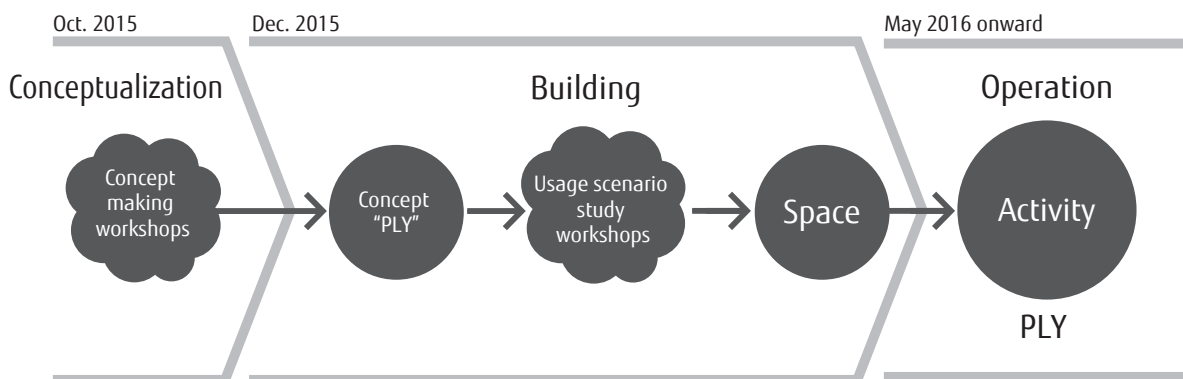 Oct. 2015
Dec. 2015
May 2016 onward
Conceptualization
Building
Operation
Concept
making
workshops
Concept
“PLY”
Usage scenario
study
workshops
Space
Activity
PLY